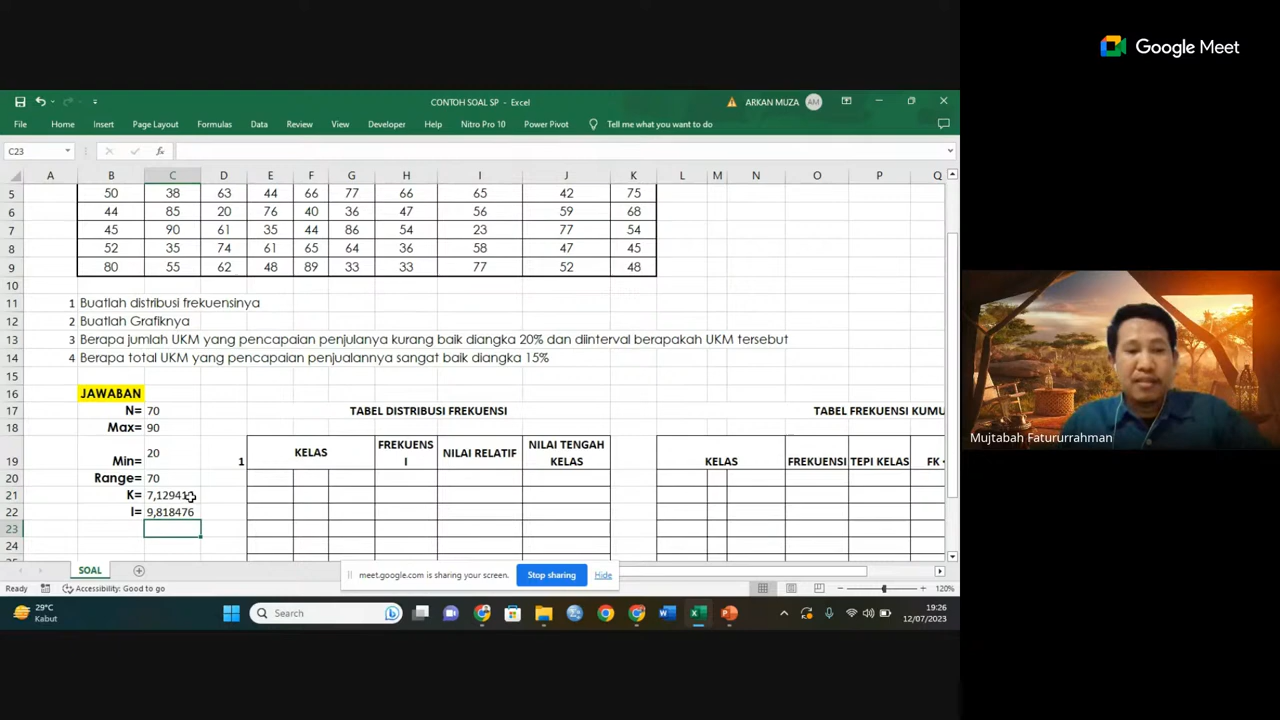 Google Meet
CONTOH SOAL SP - Excel
ARKAN MUZA AM
File Home Insert Page Layout Formulas Data Review View Developer Help Nitro Pro 10 Power Pivot Tell me what you want to do
C23 fx
A B C D E F G H I J K L M N O P Q
5 50 38 63 44 66 77 66 65 42 75
6 44 85 20 76 40 36 47 56 59 68
7 45 90 61 35 44 86 54 23 77 54
8 52 35 74 61 65 64 36 58 47 45
9 80 55 62 48 89 33 33 77 52 48
10
11 1 Buatlah distribusi frekuensinya
12 2 Buatlah Grafiknya
13 3 Berapa jumlah UKM yang pencapaian penjulanya kurang baik diangka 20% dan diinterval berapakah UKM tersebut
14 4 Berapa total UKM yang pencapaian penjualannya sangat baik diangka 15%
15
16 JAWABAN
17 N= 70 TABEL DISTRIBUSI FREKUENSI TABEL FREKUENSI KUMU
18 Max= 90
19 Min= 20 1 KELAS FREKUENS I NILAI RELATIF NILAI TENGAH KELAS KELAS FREKUENSI TEPI KELAS FK <
20 Range= 70
21 K= 7,12941
22 I= 9,818476
23
24
meet.google.com is sharing your screen. Stop sharing Hide
SOAL
Ready Accessibility: Good to go 120%
29°C
Kabut
Search
19:26
12/07/2023
Mujtabah Fatururrahman